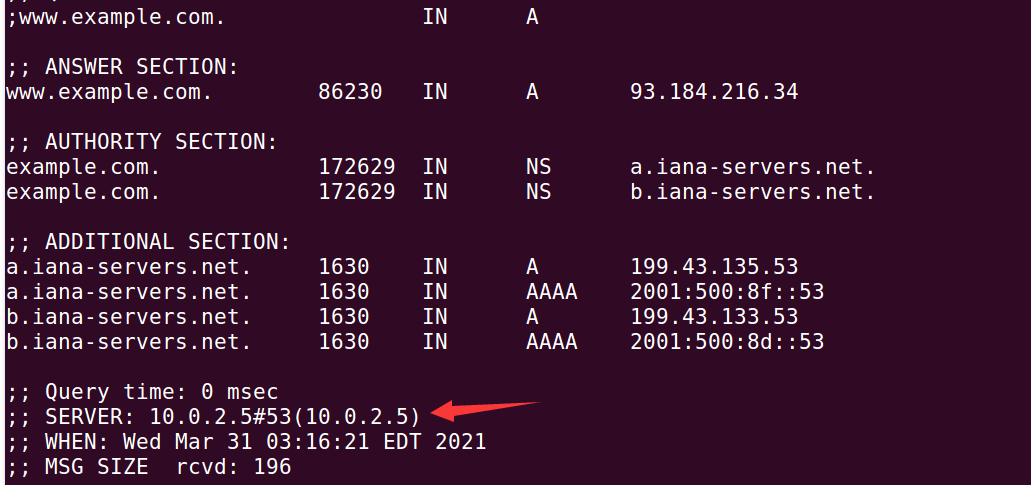 ;www.example.com. IN A
;; ANSWER SECTION:
www.example.com. 86230 IN A 93.184.216.34
;; AUTHORITY SECTION:
example.com. 172629 IN NS a.iana-servers.net.
example.com. 172629 IN NS b.iana-servers.net.
;; ADDITIONAL SECTION:
a.iana-servers.net. 1630 IN A 199.43.135.53
a.iana-servers.net. 1630 IN AAAA 2001:500:8f::53
b.iana-servers.net. 1630 IN A 199.43.133.53
b.iana-servers.net. 1630 IN AAAA 2001:500:8d::53
;; Query time: 0 msec
;; SERVER: 10.0.2.5#53(10.0.2.5)
;; WHEN: Wed Mar 31 03:16:21 EDT 2021
;; MSG SIZE  rcvd: 196